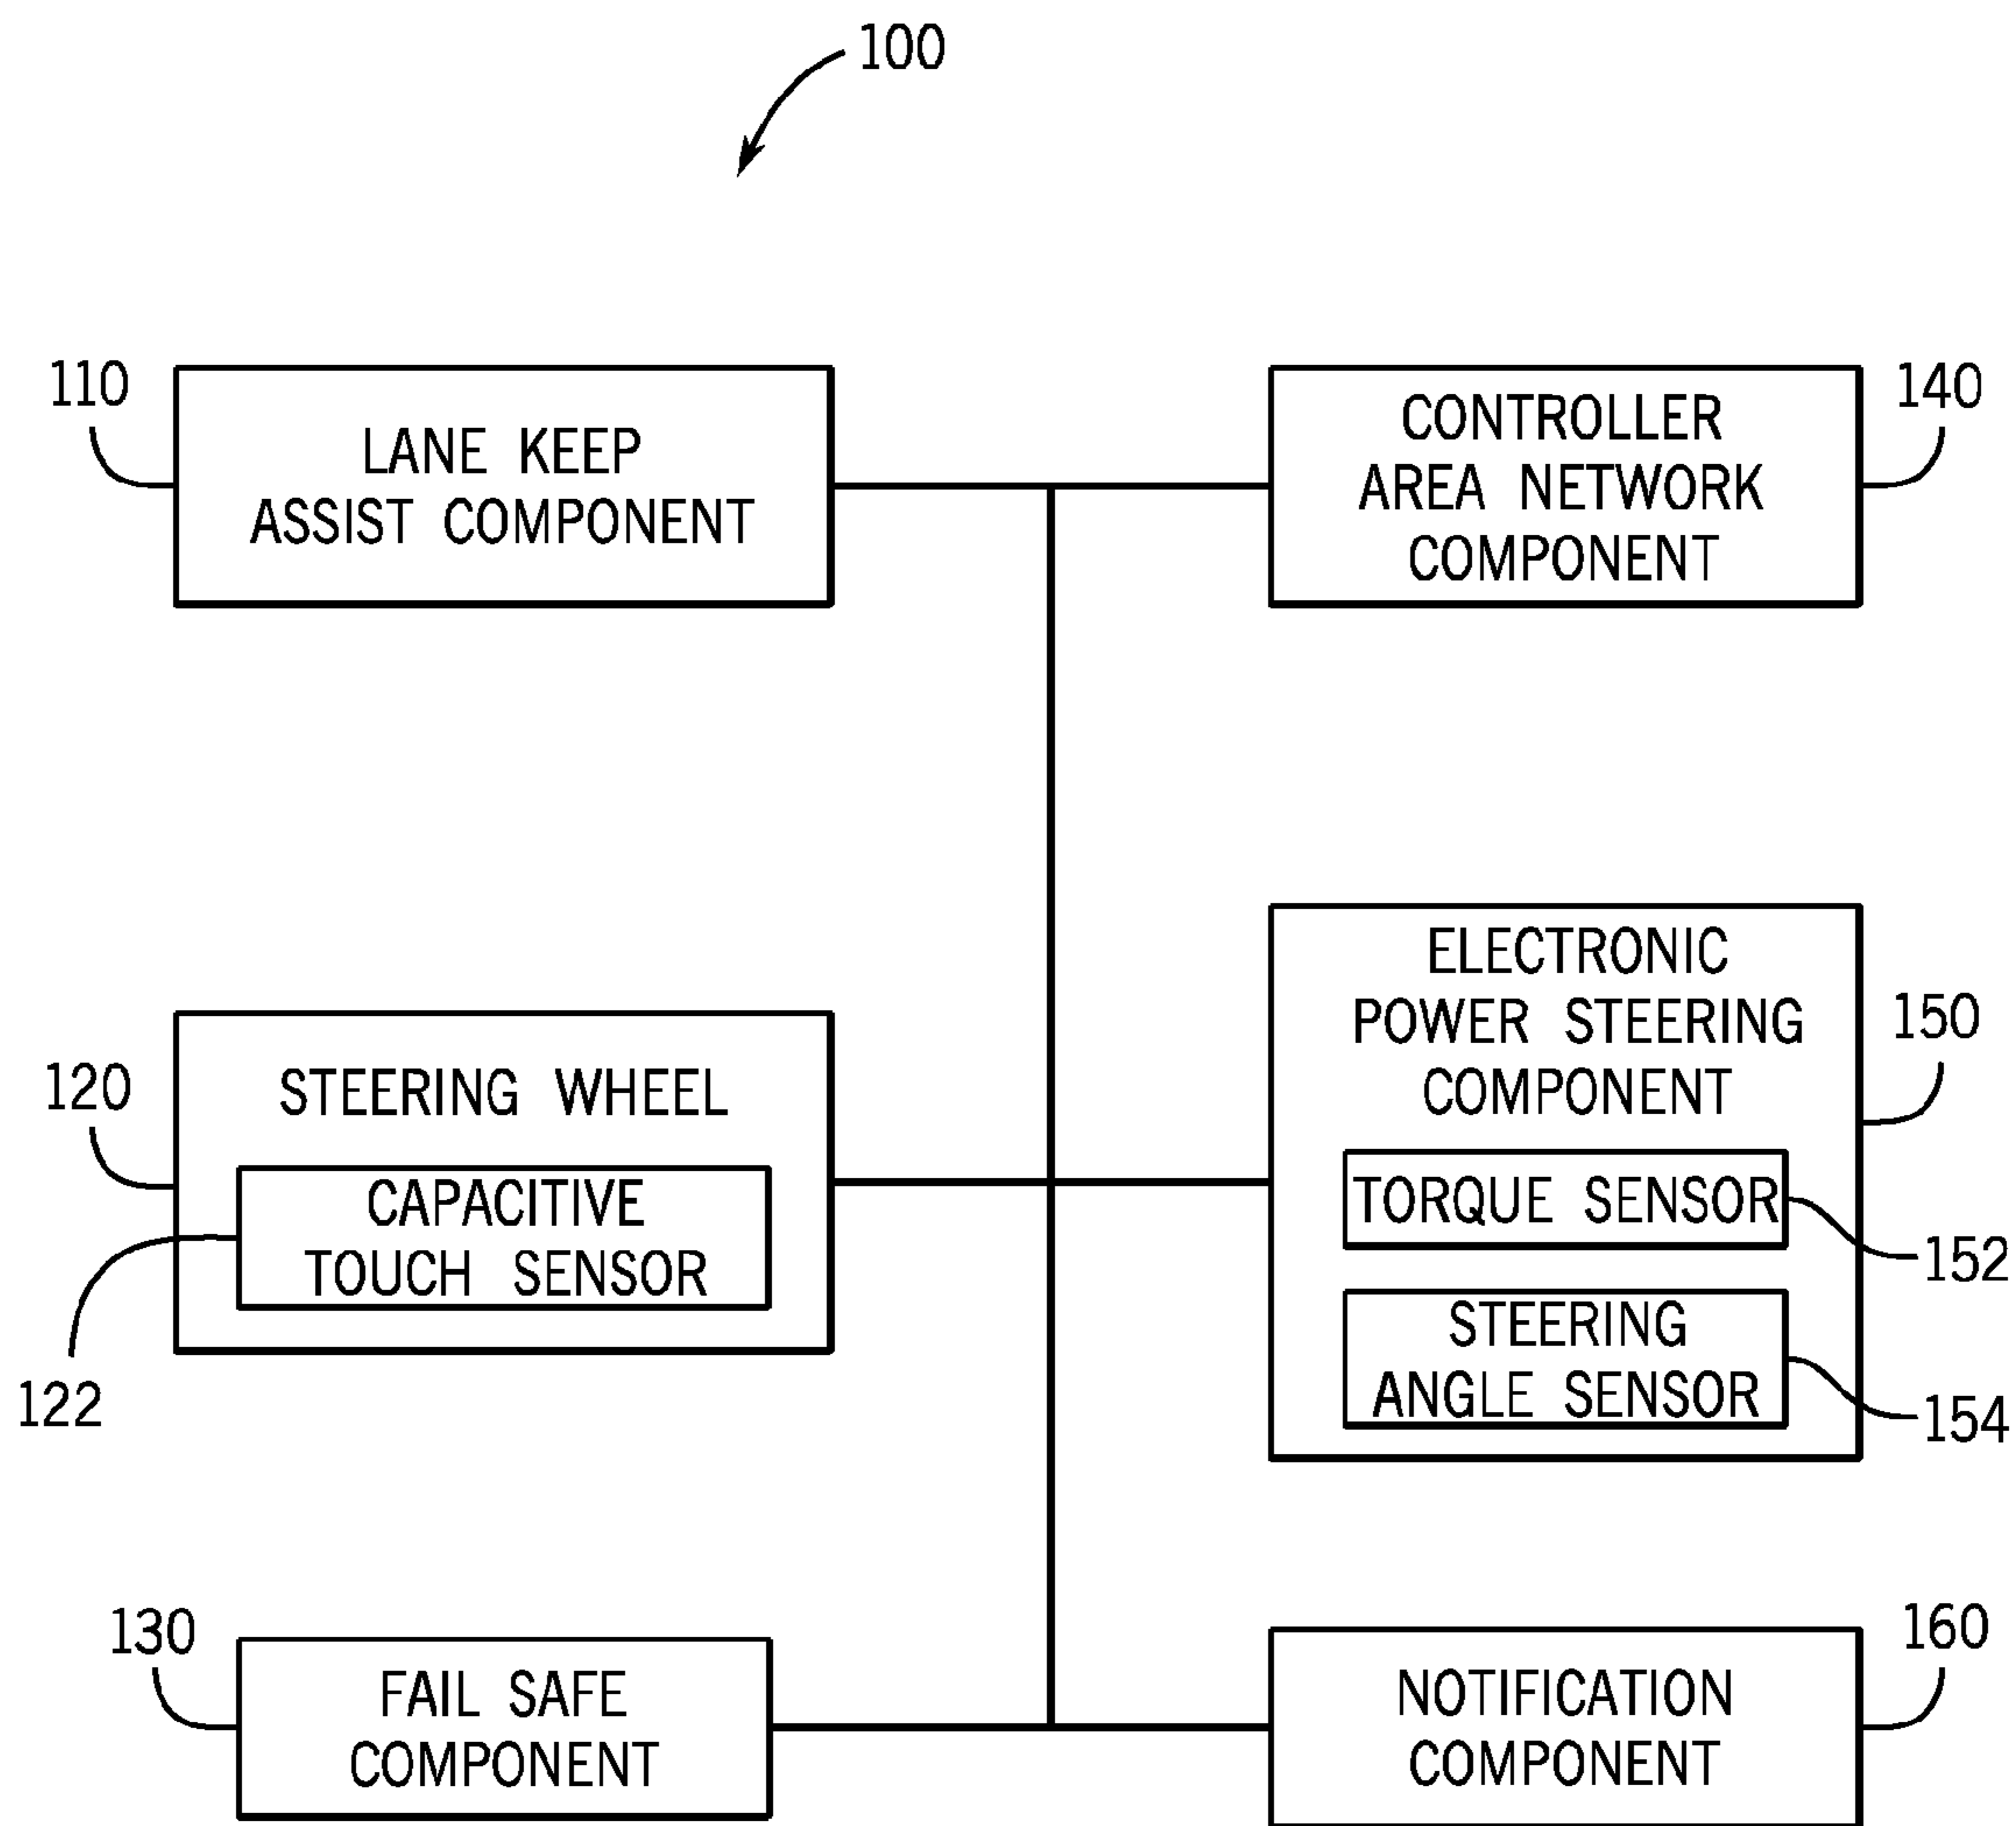 100
110
LANE KEEP
ASSIST COMPONENT
140
CONTROLLER
AREA NETWORK
COMPONENT
120
STEERING WHEEL
CAPACITIVE
TOUCH SENSOR
122
150
ELECTRONIC
POWER STEERING
COMPONENT
TORQUE SENSOR
152
STEERING
ANGLE SENSOR
154
130
FAIL SAFE
COMPONENT
160
NOTIFICATION
COMPONENT